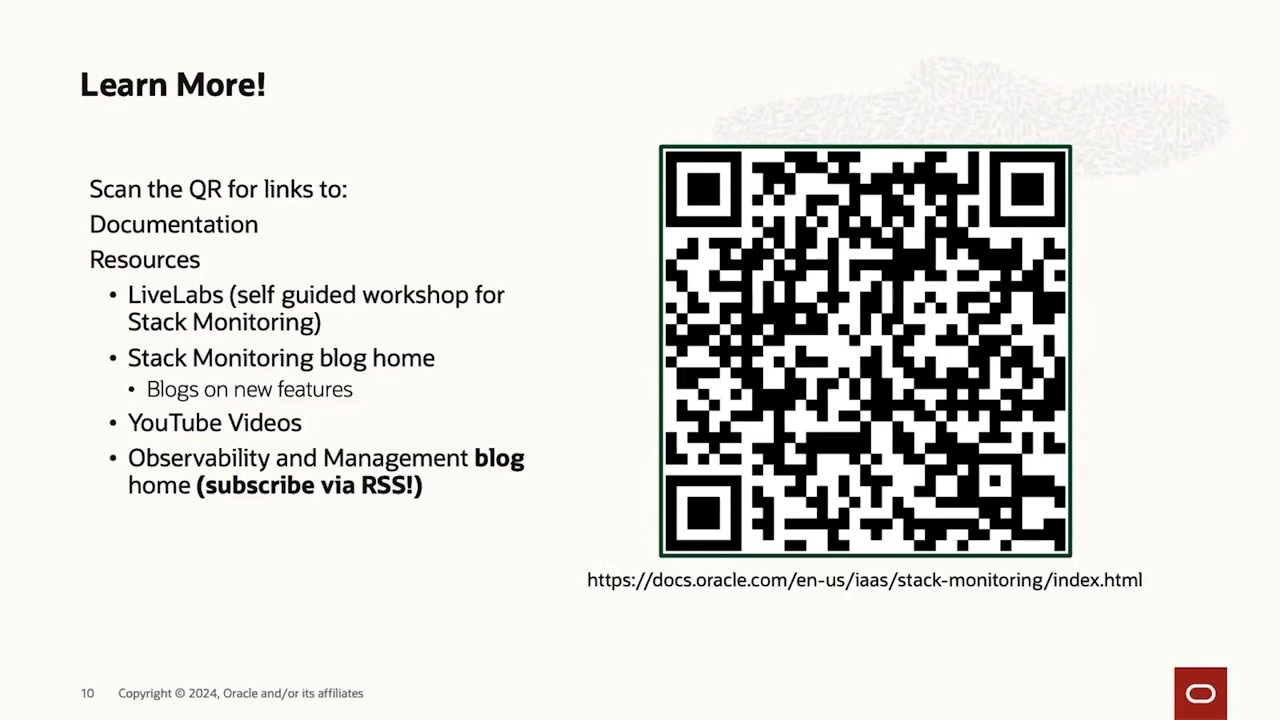 Learn More!
Scan the QR for links to:
Documentation
Resources
• LiveLabs (self guided workshop for
Stack Monitoring)
• Stack Monitoring blog home
• Blogs on new features
• YouTube Videos
• Observability and Management blog
home (subscribe via RSS!)
https://docs.oracle.com/en-us/iaas/stack-monitoring/index.html
10 Copyright © 2024, Oracle and/or its affiliates